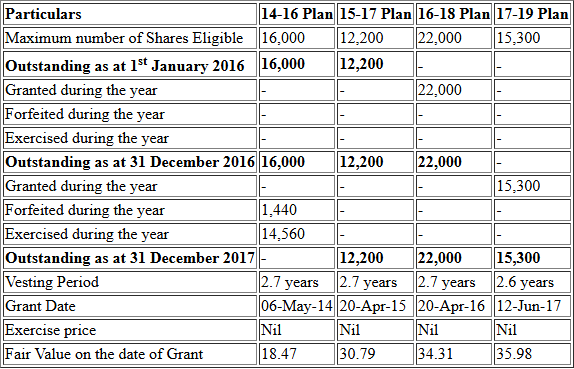 Particulars 14-16 Plan 15-17 Plan 16-18 Plan 17-19 Plan
Maximum number of Shares Eligible 16,000 12,200 22,000 15,300
Outstanding as at 1st January 2016 16,000 12,200 - -
Granted during the year - - 22,000 -
Forfeited during the year - - - -
Exercised during the year - - - -
Outstanding as at 31 December 2016 16,000 12,200 22,000 -
Granted during the year - - - 15,300
Forfeited during the year 1,440 - - -
Exercised during the year 14,560 - - -
Outstanding as at 31 December 2017 - 12,200 22,000 15,300
Vesting Period 2.7 years 2.7 years 2.7 years 2.6 years
Grant Date 06-May-14 20-Apr-15 20-Apr-16 12-Jun-17
Exercise price Nil Nil Nil Nil
Fair Value on the date of Grant 18.47 30.79 34.31 35.98